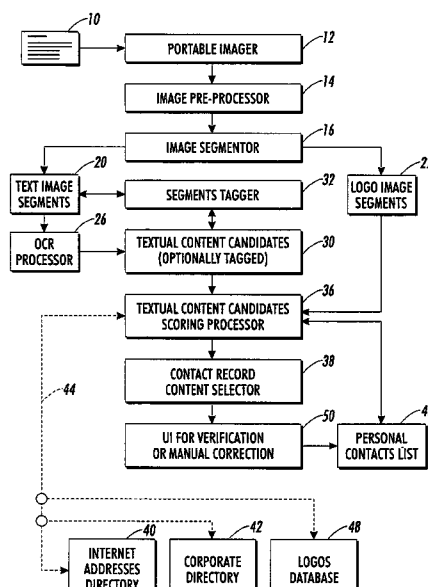 10
PORTABLE IMAGER
12
IMAGE PRE-PROCESSOR
14
IMAGE SEGMENTOR
16
20
TEXT IMAGE
SEGMENTS
SEGMENTS TAGGER
32
LOGO IMAGE
SEGMENTS
26
OCR
PROCESSOR
TEXTUAL CONTENT CANDIDATES
(OPTIONALLY TAGGED)
30
TEXTUAL CONTENT CANDIDATES
SCORING PROCESSOR
36
CONTACT RECORD
CONTENT SELECTOR
38
44
UI FOR VERIFICATION
OR MANUAL CORRECTION
50
PERSONAL
CONTACTS LIST
40
INTERNET
ADDRESSES
DIRECTORY
42
CORPORATE
DIRECTORY
48
LOGOS
DATABASE